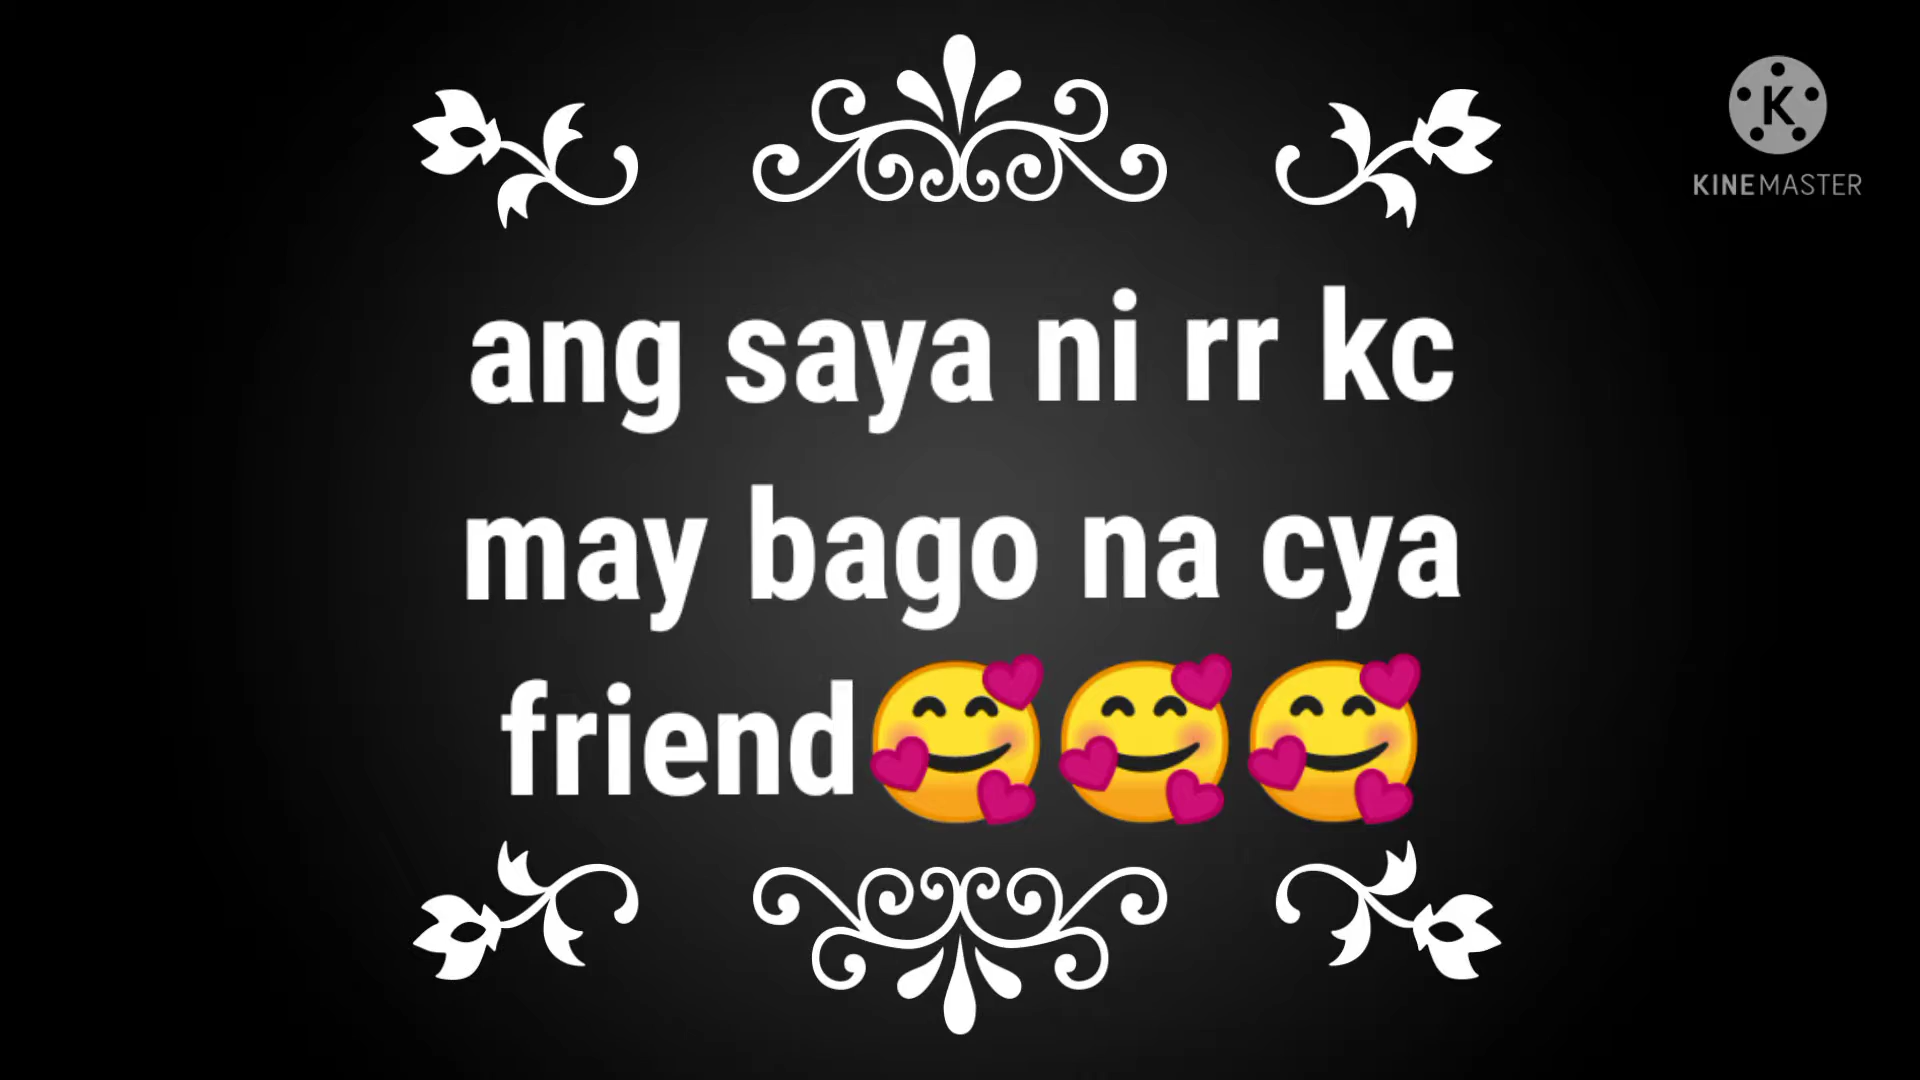 K
KINEMASTER
ang saya ni rr kc
may bago na cya
friend🥰🥰🥰